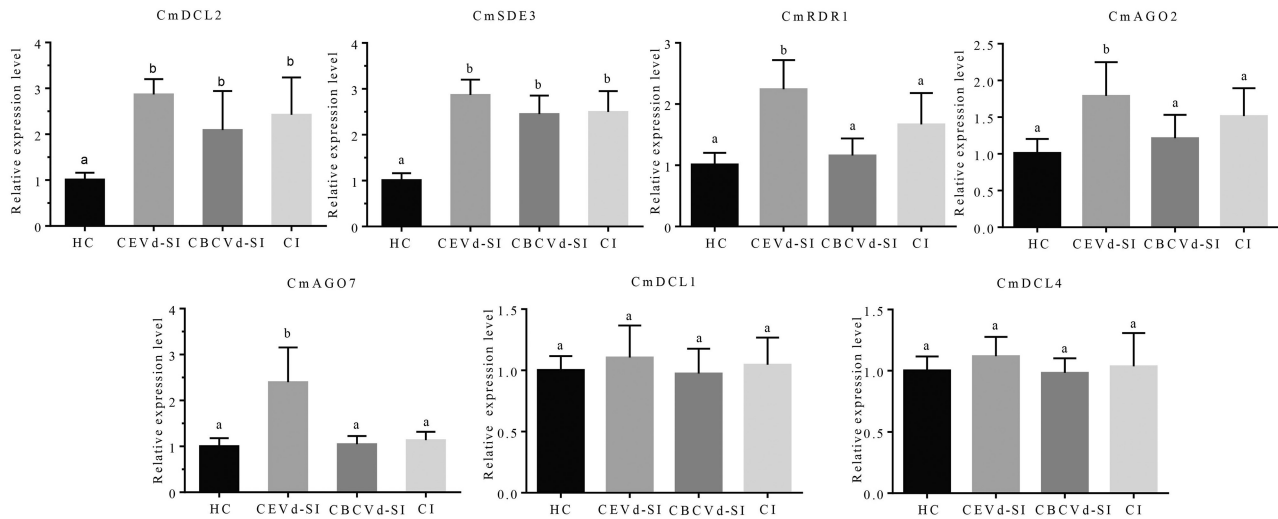 CmDCL2
Relative expression level
4
3
2
1
0
a
b
b
b
HC
CEVd-SI
CBCVd-SI
CI
CmSDE3
Relative expression level
4
3
2
1
0
a
b
b
b
HC
CEVd-SI
CBCVd-SI
CI
CmRDR1
Relative expression level
3
2
1
0
a
b
a
a
HC
CEVd-SI
CBCVd-SI
CI
CmAGO2
Relative expression level
2.5
2.0
1.5
1.0
0.5
0.0
a
b
a
a
HC
CEVd-SI
CBCVd-SI
CI
CmAGO7
Relative expression level
4
3
2
1
0
a
b
a
a
HC
CEVd-SI
CBCVd-SI
CI
CmDCL1
Relative expression level
1.5
1.0
0.5
0.0
a
a
a
a
HC
CEVd-SI
CBCVd-SI
CI
CmDCL4
Relative expression level
1.5
1.0
0.5
0.0
a
a
a
a
HC
CEVd-SI
CBCVd-SI
CI